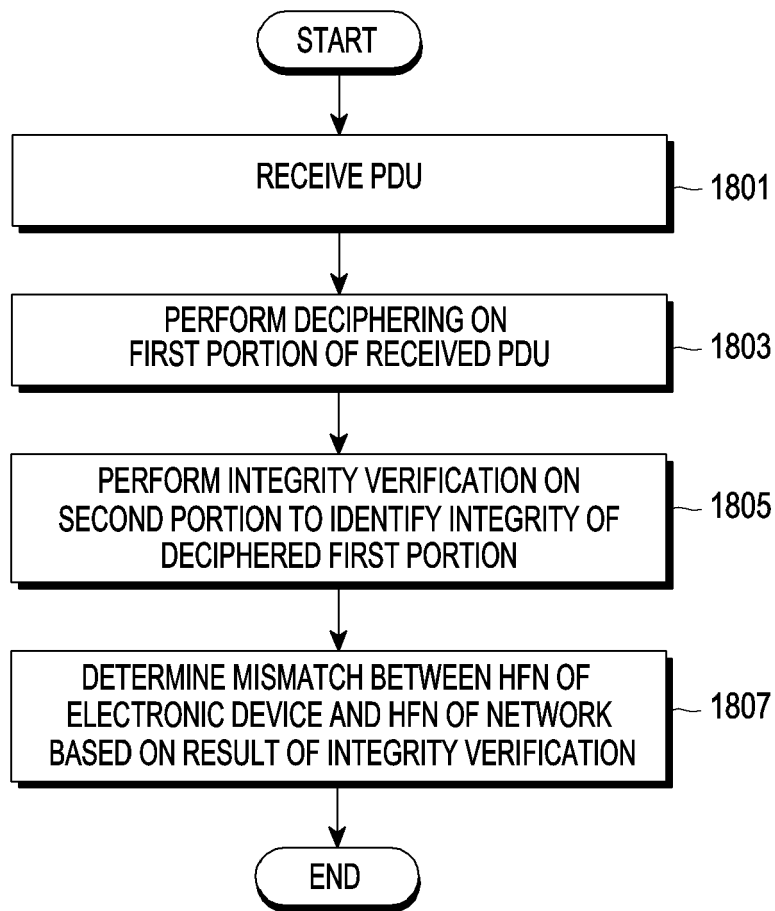 START
RECEIVE PDU
1801
PERFORM DECIPHERING ON
FIRST PORTION OF RECEIVED PDU
1803
PERFORM INTEGRITY VERIFICATION ON
SECOND PORTION TO IDENTIFY INTEGRITY OF
DECIPHERED FIRST PORTION
1805
DETERMINE MISMATCH BETWEEN HFN OF
ELECTRONIC DEVICE AND HFN OF NETWORK
BASED ON RESULT OF INTEGRITY VERIFICATION
1807
END